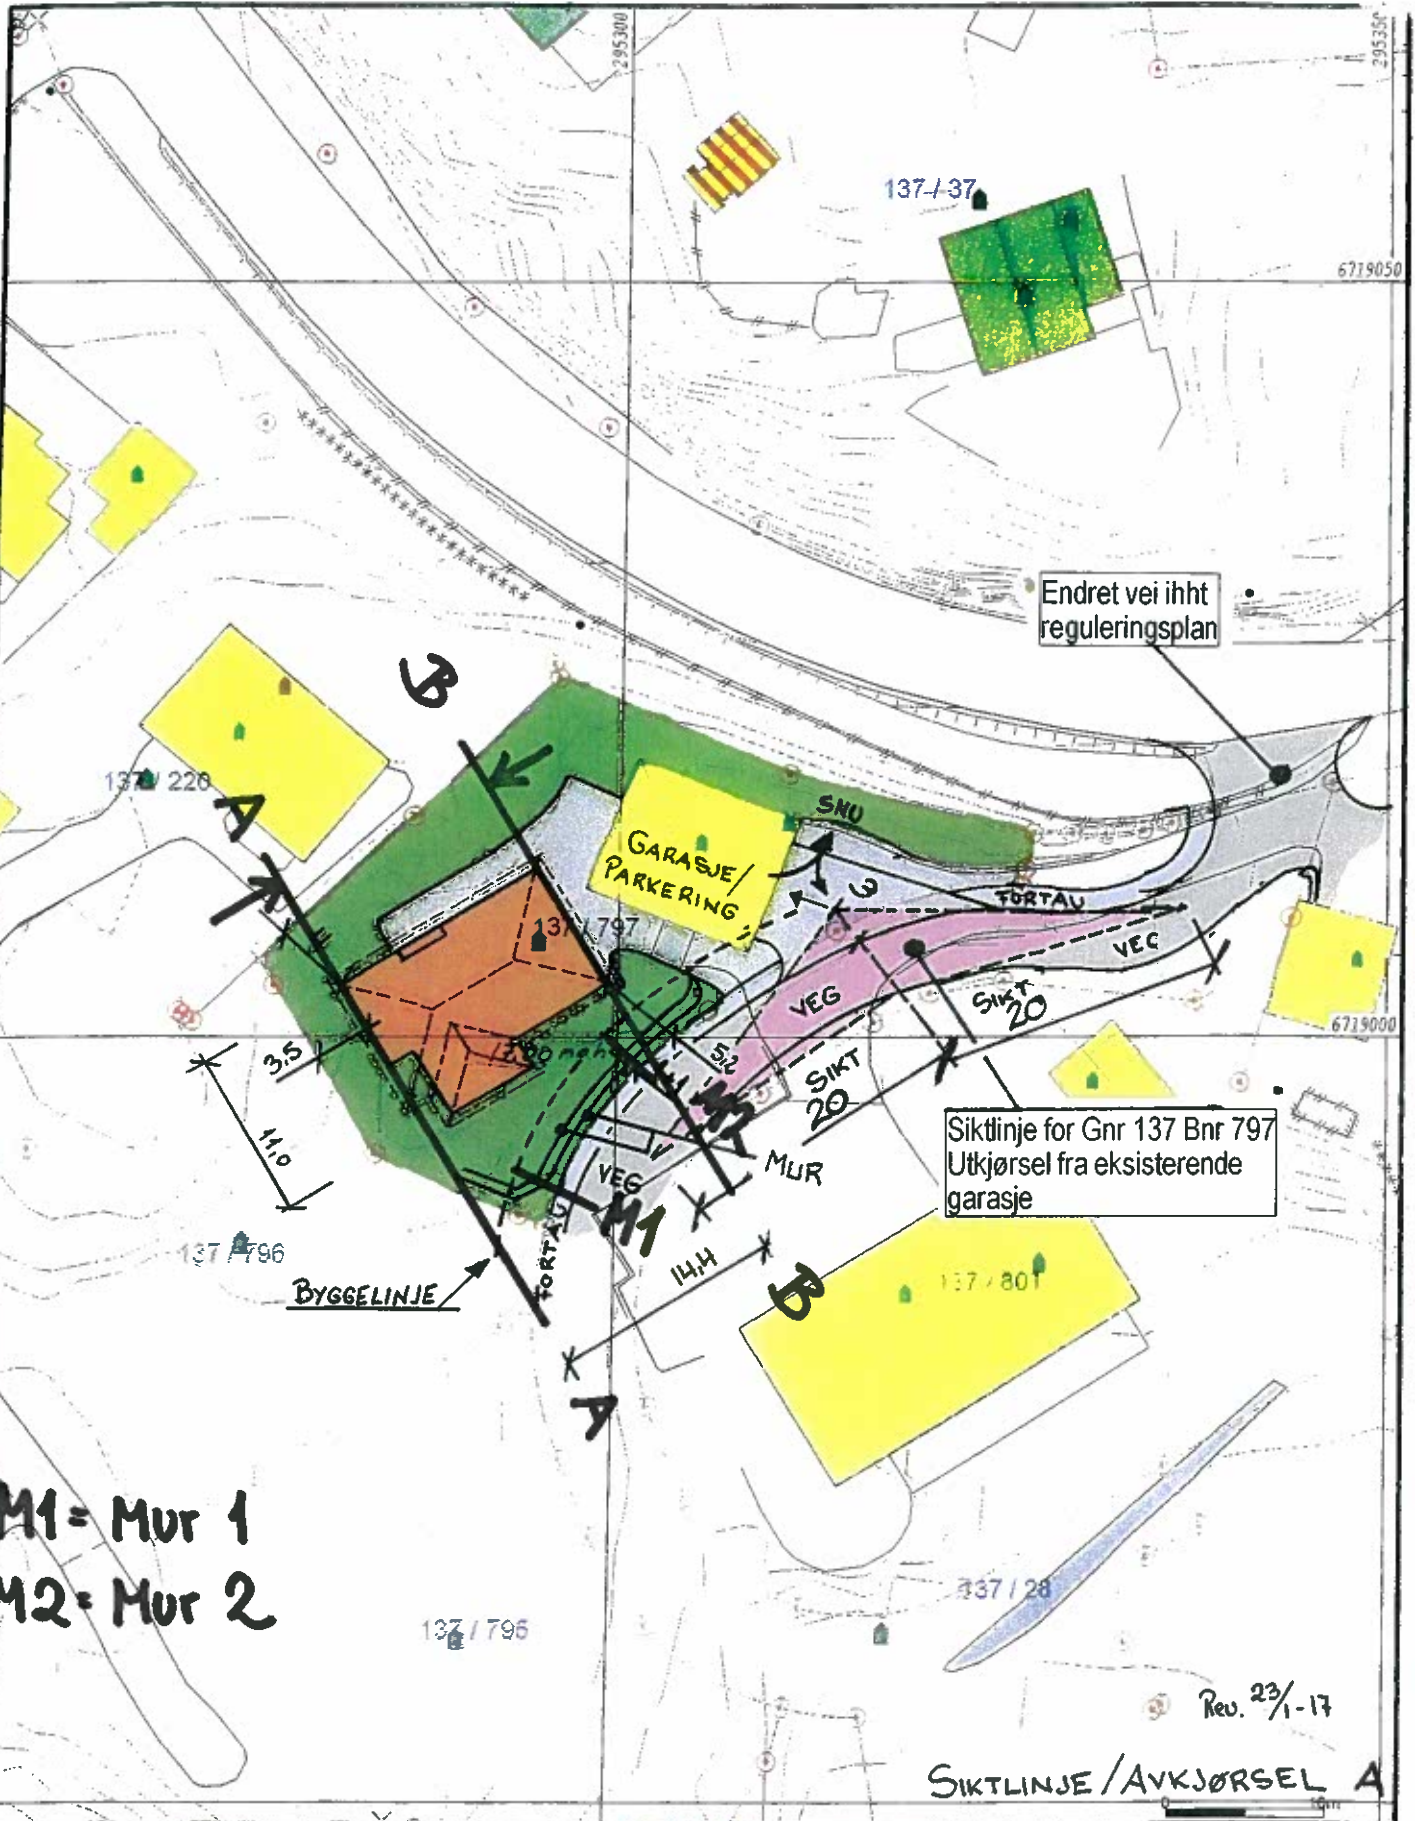 295300
295350
137 / 37
6719050
Endret vei ihht
reguleringsplan
B
137 / 220
A
SNU
GARASJE/
PARKERING
3
137 / 797
FORTAU
VEG
VEG
SIKT
20
6719000
3,5
5,2
SIKT
20
M2
11,0
Siktlinje for Gnr 137 Bnr 797
Utkjørsel fra eksisterende
garasje
MUR
VEG
M1
FORTAU
137 / 796
14,4
B
137 / 801
BYGGELINJE
A
M1 = Mur 1
M2 = Mur 2
137 / 28
137 / 796
Rev. 23/1-17
SIKTLINJE / AVKJØRSEL A
0 10m